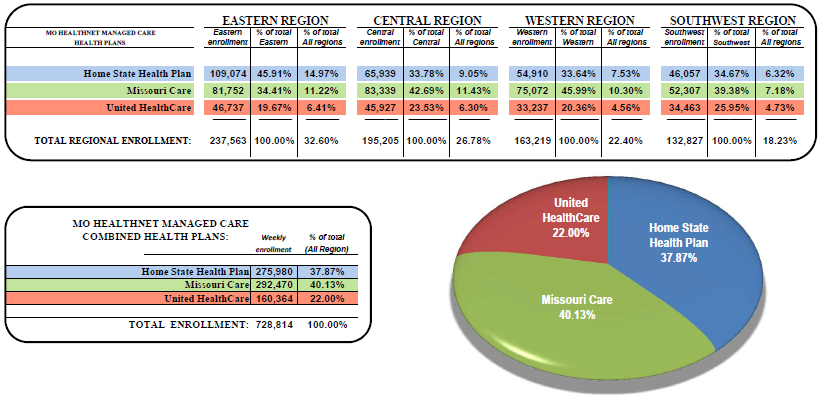 EASTERN REGION CENTRAL REGION WESTERN REGION SOUTHWEST REGION
MO HEALTHNET MANAGED CARE Eastern % of total % of total Central % of total % of total Western % of total % of total Southwest % of total % of total
HEALTH PLANS enrollment Eastern All regions enrollment Central All regions enrollment Western All regions enrollment Southwest All regions
Home State Health Plan 109,074 45.91% 14.97% 65,939 33.78% 9.05% 54,910 33.64% 7.53% 46,057 34.67% 6.32%
Missouri Care 81,752 34.41% 11.22% 83,339 42.69% 11.43% 75,072 45.99% 10.30% 52,307 39.38% 7.18%
United HealthCare 46,737 19.67% 6.41% 45,927 23.53% 6.30% 33,237 20.36% 4.56% 34,463 25.95% 4.73%
TOTAL REGIONAL ENROLLMENT: 237,563 100.00% 32.60% 195,205 100.00% 26.78% 163,219 100.00% 22.40% 132,827 100.00% 18.23%
MO HEALTHNET MANAGED CARE
COMBINED HEALTH PLANS: Weekly % of total
enrollment (All Region)
Home State Health Plan 275,980 37.87%
Missouri Care 292,470 40.13%
United HealthCare 160,364 22.00%
TOTAL ENROLLMENT: 728,814 100.00%
United
HealthCare
22.00%
Home State
Health Plan
37.87%
Missouri Care
40.13%